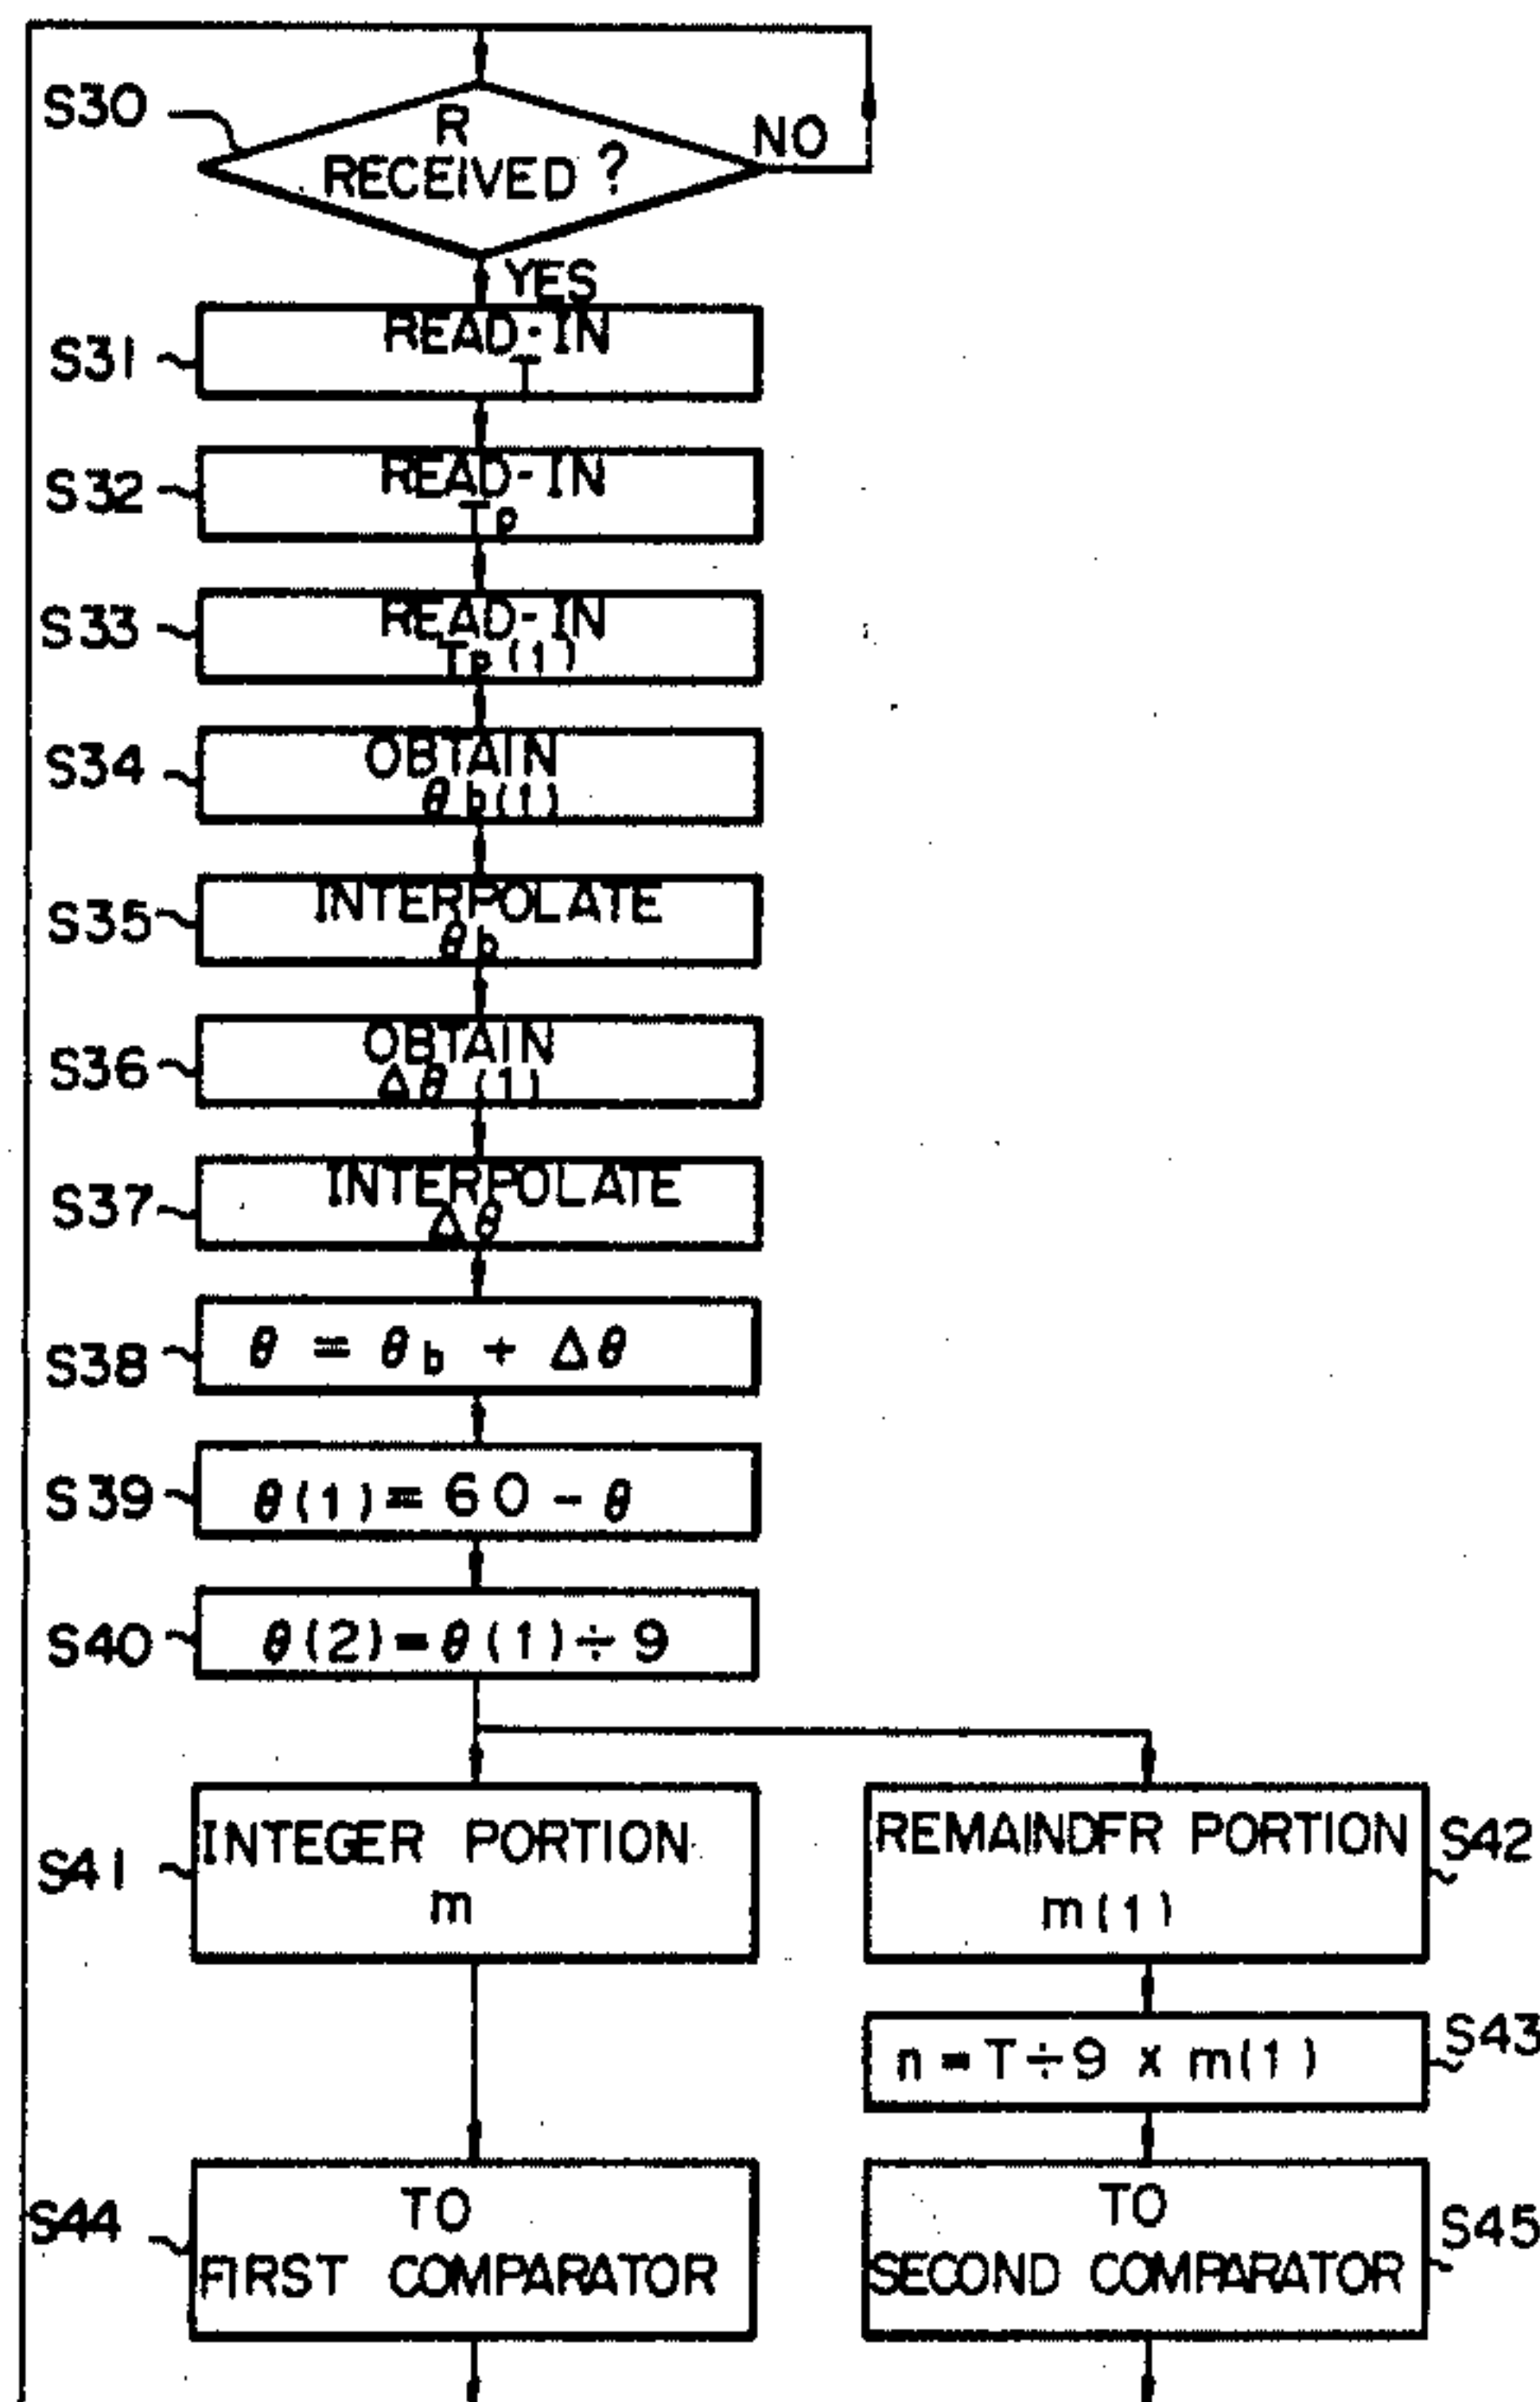 S30
R
RECEIVED ?
NO
YES
S31
READ-IN
T
S32
READ-IN
Tp
S33
READ-IN
Tp(1)
S34
OBTAIN
θb(1)
S35
INTERPOLATE
θb
S36
OBTAIN
Δθ(1)
S37
INTERPOLATE
Δθ
S38
θ = θb + Δθ
S39
θ(1) = 60 - θ
S40
θ(2) = θ(1) ÷ 9
S41
INTEGER PORTION
m
REMAINDFR PORTION
m(1)
S42
n = T ÷ 9 x m(1)
S43
S44
TO
FIRST COMPARATOR
TO
SECOND COMPARATOR
S45